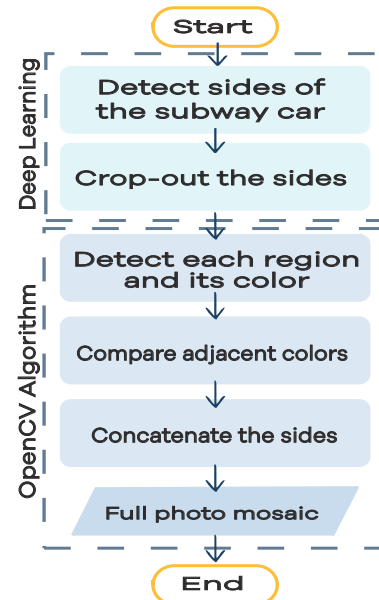 Start
Deep Learning
Detect sides of
the subway car
Crop-out the sides
OpenCV Algorithm
Detect each region
and its color
Compare adjacent colors
Concatenate the sides
Full photo mosaic
End